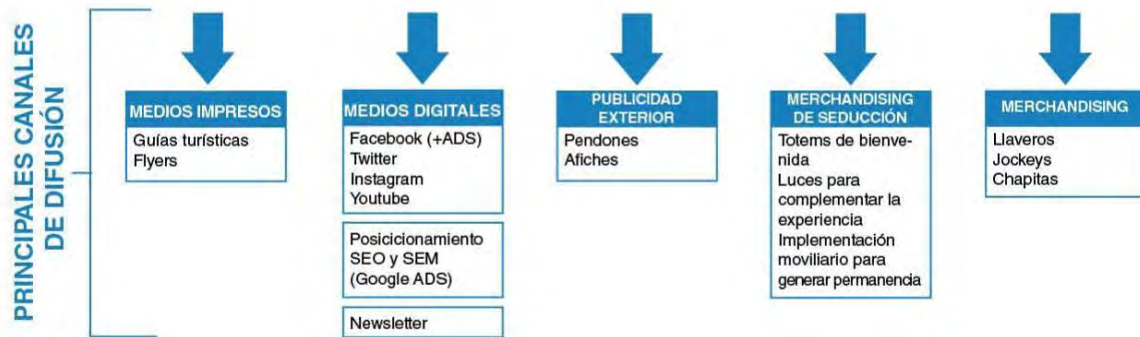 PRINCIPALES CANALES
DE DIFUSIÓN
MEDIOS IMPRESOS
Guías turísticas
Flyers
MEDIOS DIGITALES
Facebook (+ADS)
Twitter
Instagram
Youtube
Posicicionamiento
SEO y SEM
(Google ADS)
Newsletter
PUBLICIDAD
EXTERIOR
Pendones
Afiches
MERCHANDISING
DE SEDUCCIÓN
Totems de bienve-
nida
Luces para
complementar la
experiencia
Implementación
moviliario para
generar permanencia
MERCHANDISING
Llaveros
Jockeys
Chapitas